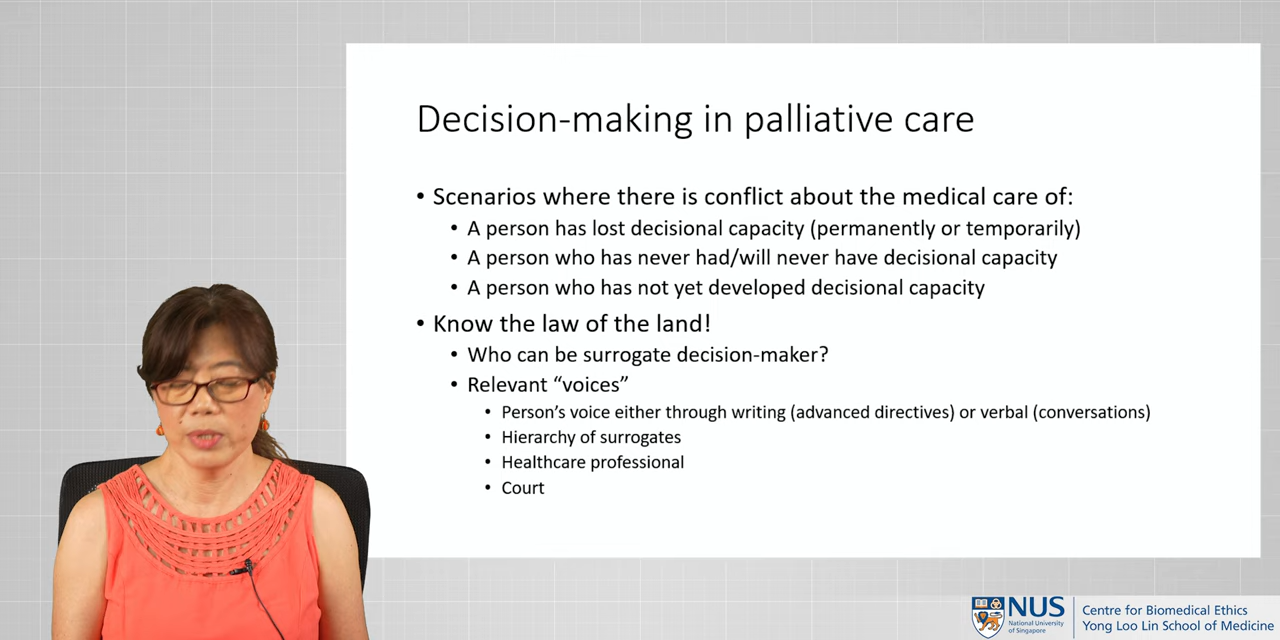 Decision-making in palliative care
• Scenarios where there is conflict about the medical care of:
• A person has lost decisional capacity (permanently or temporarily)
• A person who has never had/will never have decisional capacity
• A person who has not yet developed decisional capacity
• Know the law of the land!
• Who can be surrogate decision-maker?
• Relevant “voices”
• Person’s voice either through writing (advanced directives) or verbal (conversations)
• Hierarchy of surrogates
• Healthcare professional
• Court
NUS
National University
of Singapore
Centre for Biomedical Ethics
Yong Loo Lin School of Medicine